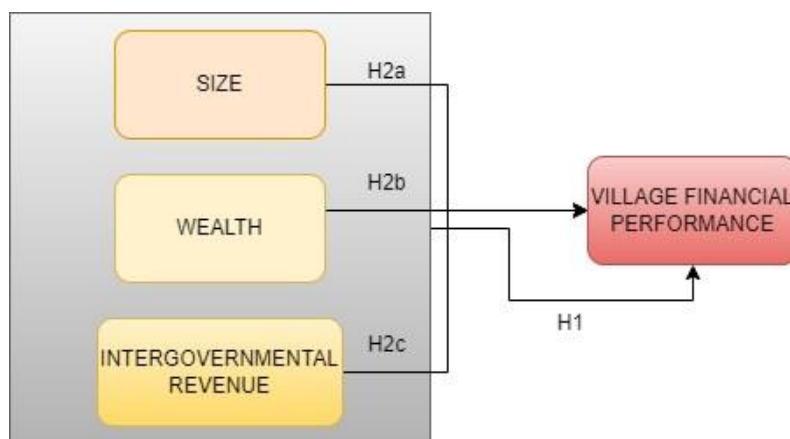 SIZE
H2a
WEALTH
H2b
VILLAGE FINANCIAL
PERFORMANCE
H1
INTERGOVERNMENTAL
REVENUE
H2c